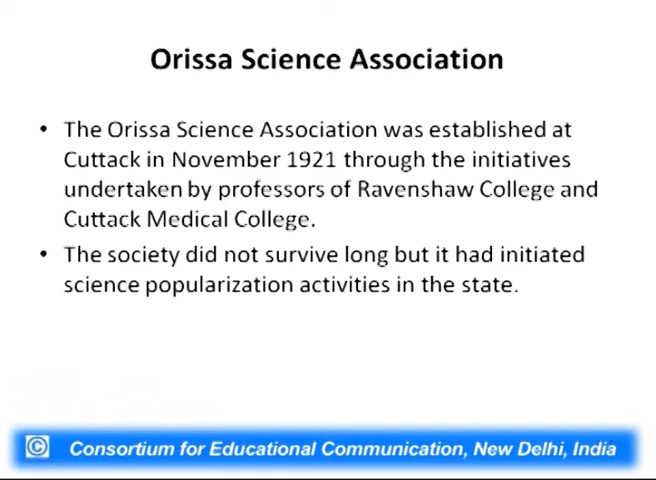 Orissa Science Association
• The Orissa Science Association was established at
Cuttack in November 1921 through the initiatives
undertaken by professors of Ravenshaw College and
Cuttack Medical College.
• The society did not survive long but it had initiated
science popularization activities in the state.
© Consortium for Educational Communication, New Delhi, India